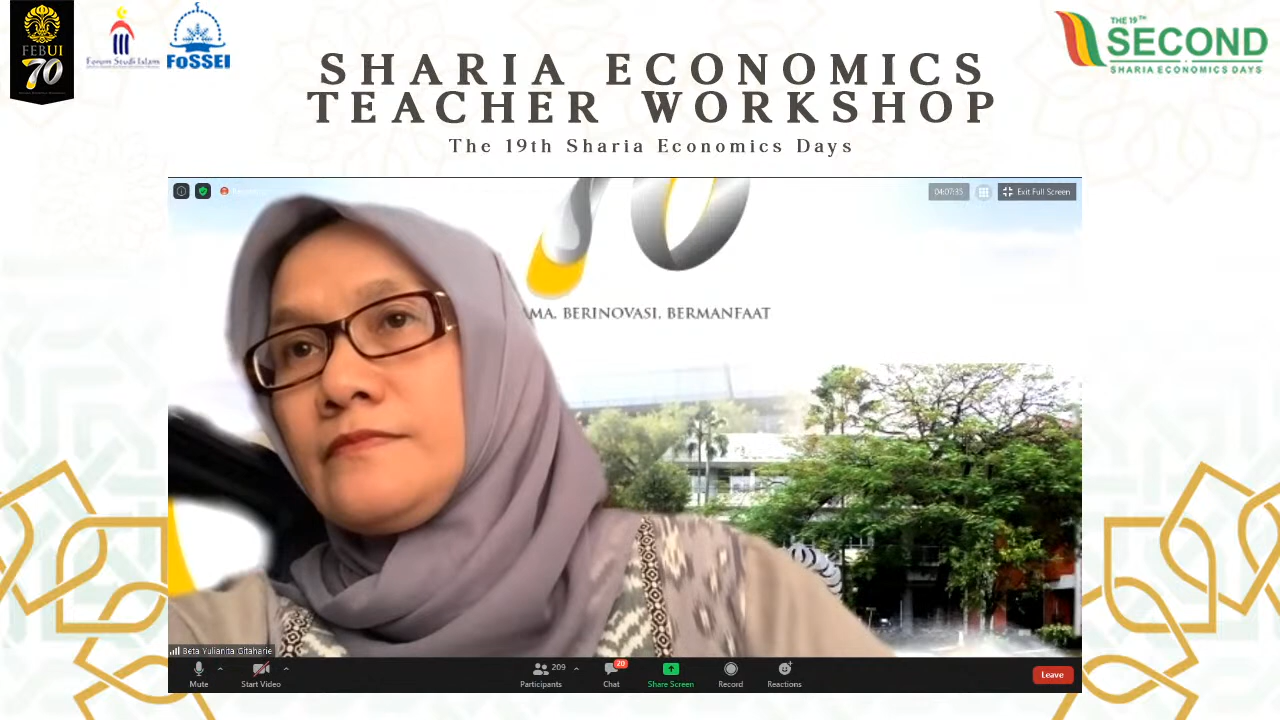 FEBUI
70
Forum Studi Islam
FoSSEI
THE 19TH
SECOND
SHARIA ECONOMICS DAYS
SHARIA ECONOMICS
TEACHER WORKSHOP
The 19th Sharia Economics Days
04:07:35
Exit Full Screen
70
MA, BERINOVASI, BERMANFAAT
Beta Yulianita Gitaharie
Mute
Start Video
209
Participants
20
Chat
Share Screen
Record
Reactions
Leave